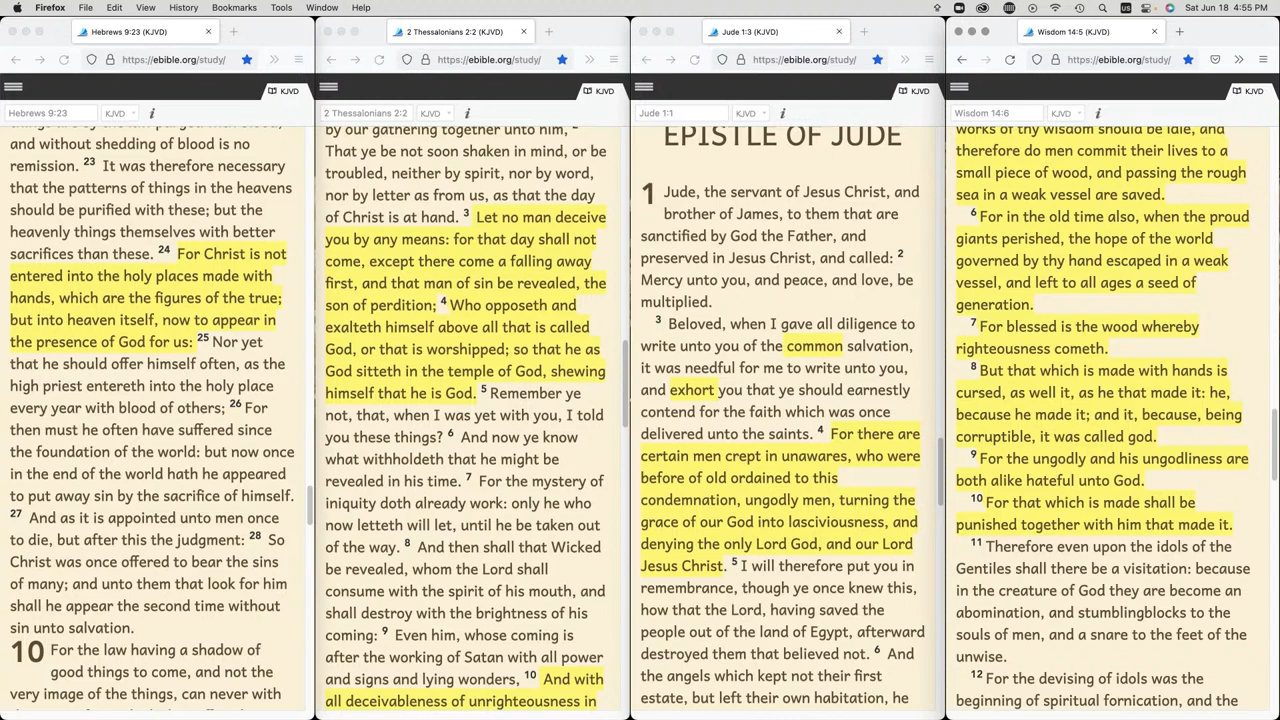 Firefox File Edit View History Bookmarks Tools Window Help
Sat Jun 18 4:55 PM
Hebrews 9:23 (KJVD)
https://ebible.org/study/
KJVD
Hebrews 9:23 KJVD i
and without shedding of blood is no
remission. 23 It was therefore necessary
that the patterns of things in the heavens
should be purified with these; but the
heavenly things themselves with better
sacrifices than these. 24 For Christ is not
entered into the holy places made with
hands, which are the figures of the true;
but into heaven itself, now to appear in
the presence of God for us: 25 Nor yet
that he should offer himself often, as the
high priest entereth into the holy place
every year with blood of others; 26 For
then must he often have suffered since
the foundation of the world: but now once
in the end of the world hath he appeared
to put away sin by the sacrifice of himself.
27 And as it is appointed unto men once
to die, but after this the judgment: 28 So
Christ was once offered to bear the sins
of many; and unto them that look for him
shall he appear the second time without
sin unto salvation.
10 For the law having a shadow of
good things to come, and not the
very image of the things, can never with
2 Thessalonians 2:2 (KJVD)
https://ebible.org/study/
KJVD
2 Thessalonians 2:2 KJVD i
by our gathering together unto him, 2
That ye be not soon shaken in mind, or be
troubled, neither by spirit, nor by word,
nor by letter as from us, as that the day
of Christ is at hand. 3 Let no man deceive
you by any means: for that day shall not
come, except there come a falling away
first, and that man of sin be revealed, the
son of perdition; 4 Who opposeth and
exalteth himself above all that is called
God, or that is worshipped; so that he as
God sitteth in the temple of God, shewing
himself that he is God. 5 Remember ye
not, that, when I was yet with you, I told
you these things? 6 And now ye know
what withholdeth that he might be
revealed in his time. 7 For the mystery of
iniquity doth already work: only he who
now letteth will let, until he be taken out
of the way. 8 And then shall that Wicked
be revealed, whom the Lord shall
consume with the spirit of his mouth, and
shall destroy with the brightness of his
coming: 9 Even him, whose coming is
after the working of Satan with all power
and signs and lying wonders, 10 And with
all deceivableness of unrighteousness in
Jude 1:3 (KJVD)
https://ebible.org/study/
KJVD
Jude 1:1 KJVD i
EPISTLE OF JUDE
1 Jude, the servant of Jesus Christ, and
brother of James, to them that are
sanctified by God the Father, and
preserved in Jesus Christ, and called: 2
Mercy unto you, and peace, and love, be
multiplied.
3 Beloved, when I gave all diligence to
write unto you of the common salvation,
it was needful for me to write unto you,
and exhort you that ye should earnestly
contend for the faith which was once
delivered unto the saints. 4 For there are
certain men crept in unawares, who were
before of old ordained to this
condemnation, ungodly men, turning the
grace of our God into lasciviousness, and
denying the only Lord God, and our Lord
Jesus Christ. 5 I will therefore put you in
remembrance, though ye once knew this,
how that the Lord, having saved the
people out of the land of Egypt, afterward
destroyed them that believed not. 6 And
the angels which kept not their first
estate, but left their own habitation, he
Wisdom 14:5 (KJVD)
https://ebible.org/study/
KJVD
Wisdom 14:6 KJVD i
works of thy wisdom should be idle, and
therefore do men commit their lives to a
small piece of wood, and passing the rough
sea in a weak vessel are saved.
6 For in the old time also, when the proud
giants perished, the hope of the world
governed by thy hand escaped in a weak
vessel, and left to all ages a seed of
generation.
7 For blessed is the wood whereby
righteousness cometh.
8 But that which is made with hands is
cursed, as well it, as he that made it: he,
because he made it; and it, because, being
corruptible, it was called god.
9 For the ungodly and his ungodliness are
both alike hateful unto God.
10 For that which is made shall be
punished together with him that made it.
11 Therefore even upon the idols of the
Gentiles shall there be a visitation: because
in the creature of God they are become an
abomination, and stumblingblocks to the
souls of men, and a snare to the feet of the
unwise.
12 For the devising of idols was the
beginning of spiritual fornication, and the